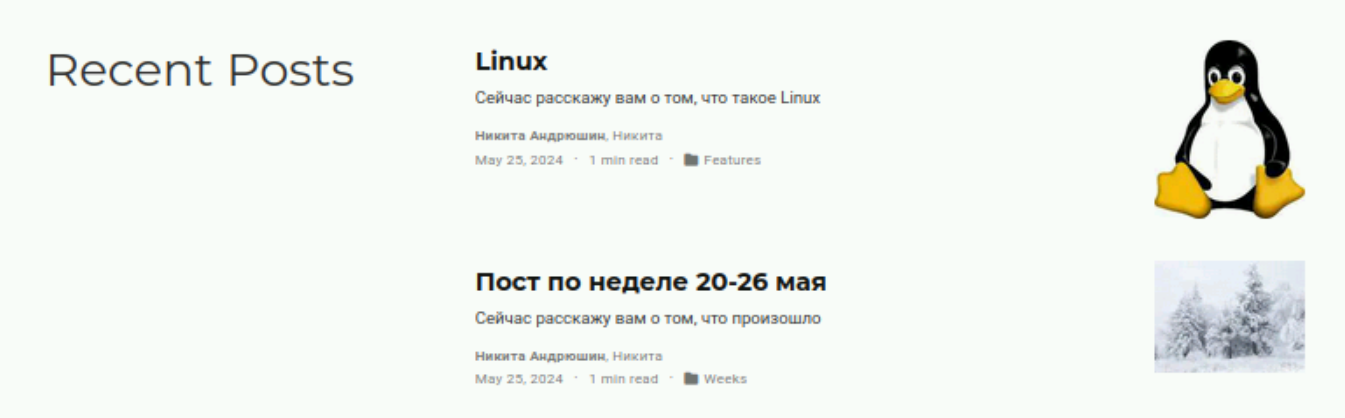 Recent Posts
Linux
Сейчас расскажу вам о том, что такое Linux
Никита Андрюшин, Никита
May 25, 2024 · 1 min read · Features
Пост по неделе 20-26 мая
Сейчас расскажу вам о том, что произошло
Никита Андрюшин, Никита
May 25, 2024 · 1 min read · Weeks